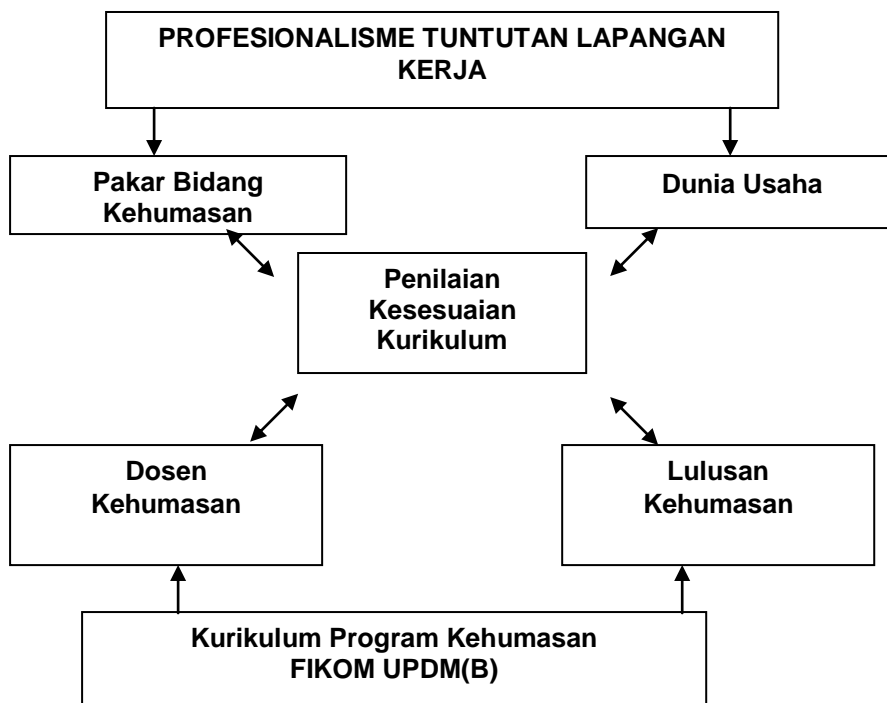 PROFESIONALISME TUNTUTAN LAPANGAN
KERJA
Pakar Bidang
Kehumasan
Dunia Usaha
Penilaian
Kesesuaian
Kurikulum
Dosen
Kehumasan
Lulusan
Kehumasan
Kurikulum Program Kehumasan
FIKOM UPDM(B)